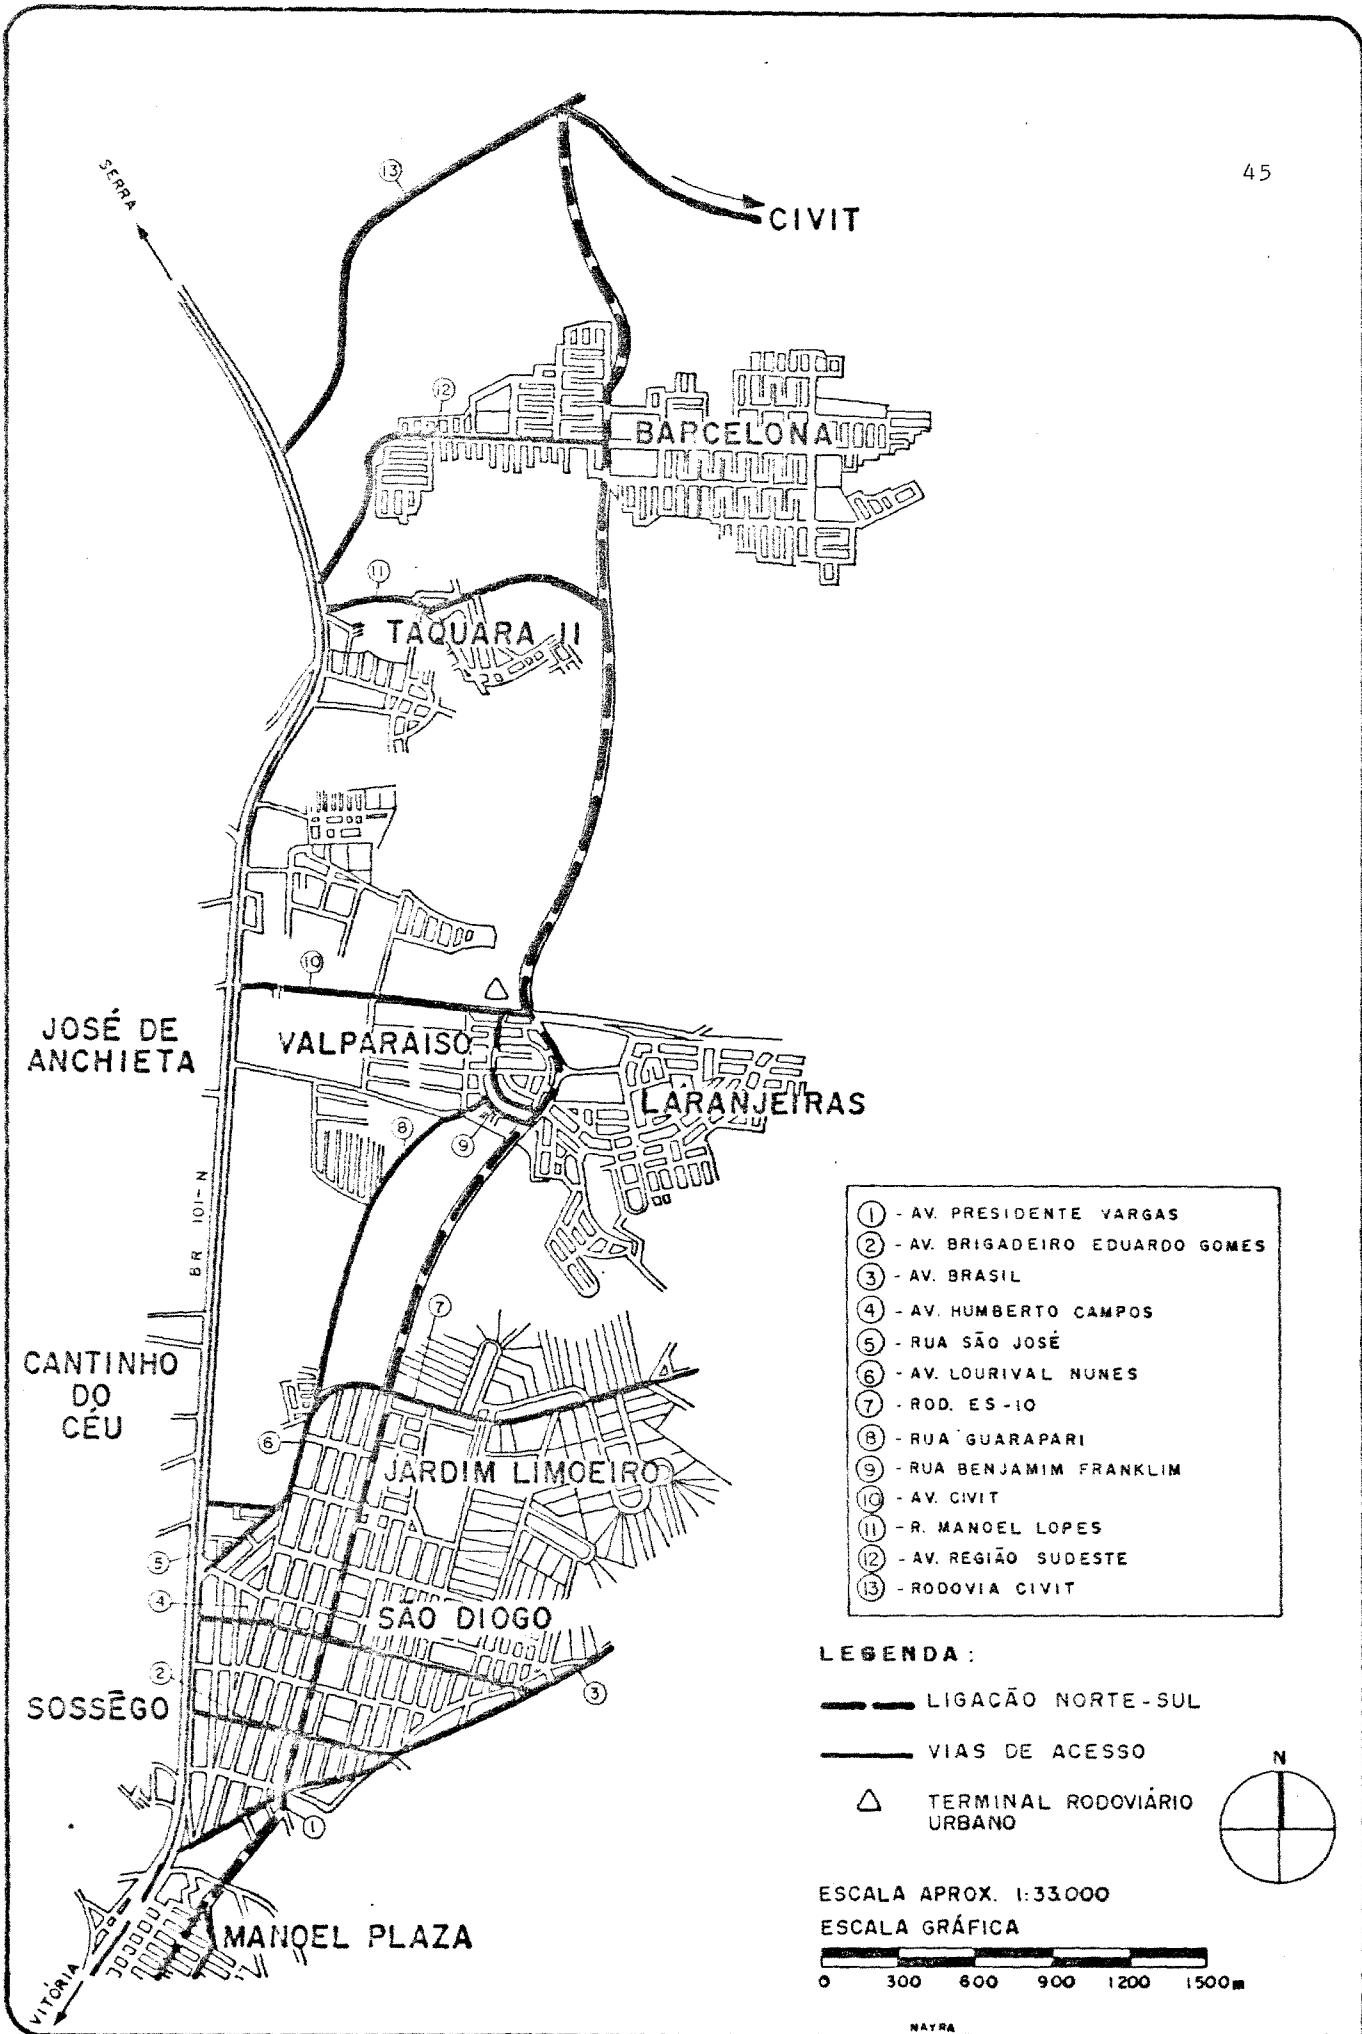 45
SERRA
13
CIVIT
12
BARCELONA
11
TAQUARA II
10
JOSÉ DE
ANCHIETA
VALPARAISO
LARANJEIRAS
8
9
BR 101-N
7
CANTINHO
DO
CÉU
6
JARDIM LIMOEIRO
5
4
SÃO DIOGO
2
SOSSÊGO
3
1
MANOEL PLAZA
VITÓRIA
1 - AV. PRESIDENTE VARGAS
2 - AV. BRIGADEIRO EDUARDO GOMES
3 - AV. BRASIL
4 - AV. HUMBERTO CAMPOS
5 - RUA SÃO JOSÉ
6 - AV. LOURIVAL NUNES
7 - ROD. ES-10
8 - RUA GUARAPARI
9 - RUA BENJAMIM FRANKLIM
10 - AV. CIVIT
11 - R. MANOEL LOPES
12 - AV. REGIÃO SUDESTE
13 - RODOVIA CIVIT
LEGENDA:
LIGAÇÃO NORTE-SUL
VIAS DE ACESSO
TERMINAL RODOVIÁRIO
URBANO
N
ESCALA APROX. 1:33.000
ESCALA GRÁFICA
0 300 600 900 1200 1500m
NAYRA